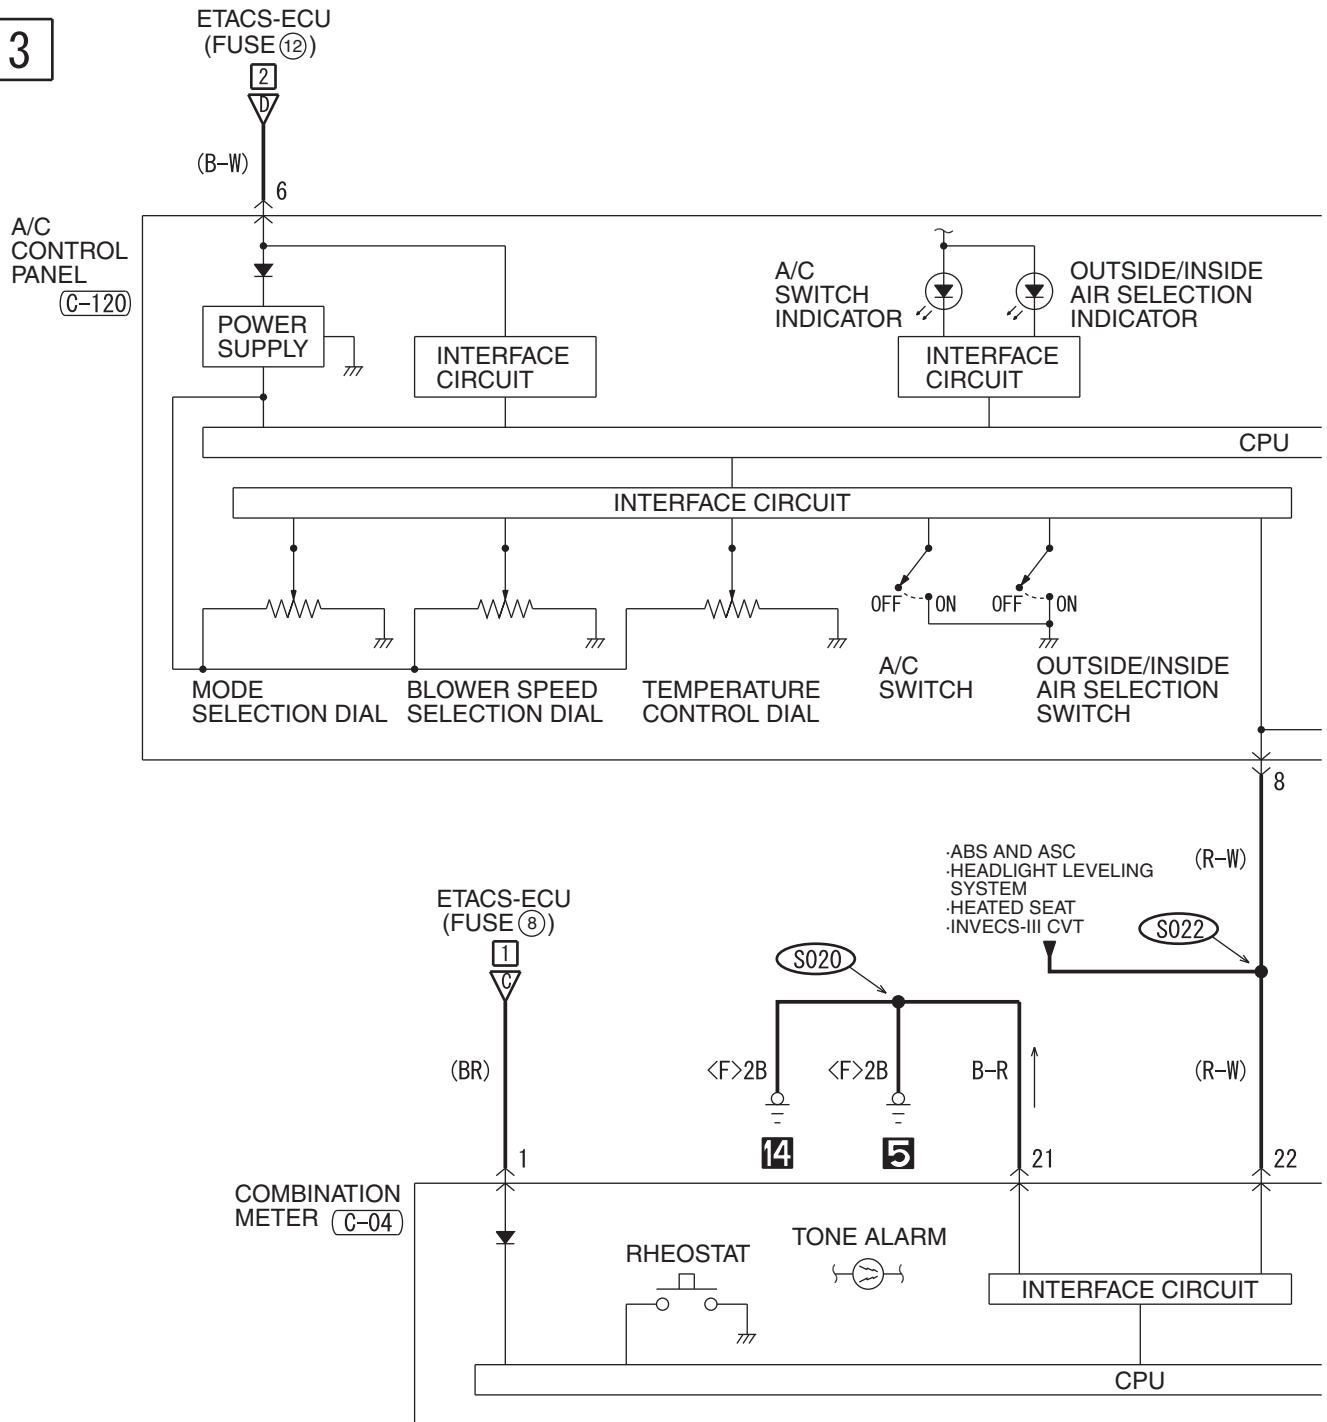 3
ETACS-ECU
(FUSE 12)
2
D
(B-W)
6
A/C
CONTROL
PANEL
C-120
A/C
SWITCH
INDICATOR
OUTSIDE/INSIDE
AIR SELECTION
INDICATOR
POWER
SUPPLY
INTERFACE
CIRCUIT
INTERFACE
CIRCUIT
CPU
INTERFACE CIRCUIT
OFF ON
OFF ON
MODE
SELECTION DIAL
BLOWER SPEED
SELECTION DIAL
TEMPERATURE
CONTROL DIAL
A/C
SWITCH
OUTSIDE/INSIDE
AIR SELECTION
SWITCH
8
·ABS AND ASC
·HEADLIGHT LEVELING
SYSTEM
·HEATED SEAT
·INVECS-III CVT
(R-W)
ETACS-ECU
(FUSE 8)
1
C
S020
S022
(BR)
<F>2B
<F>2B
B-R
(R-W)
14
5
1
21
22
COMBINATION
METER C-04
RHEOSTAT
TONE ALARM
INTERFACE CIRCUIT
CPU